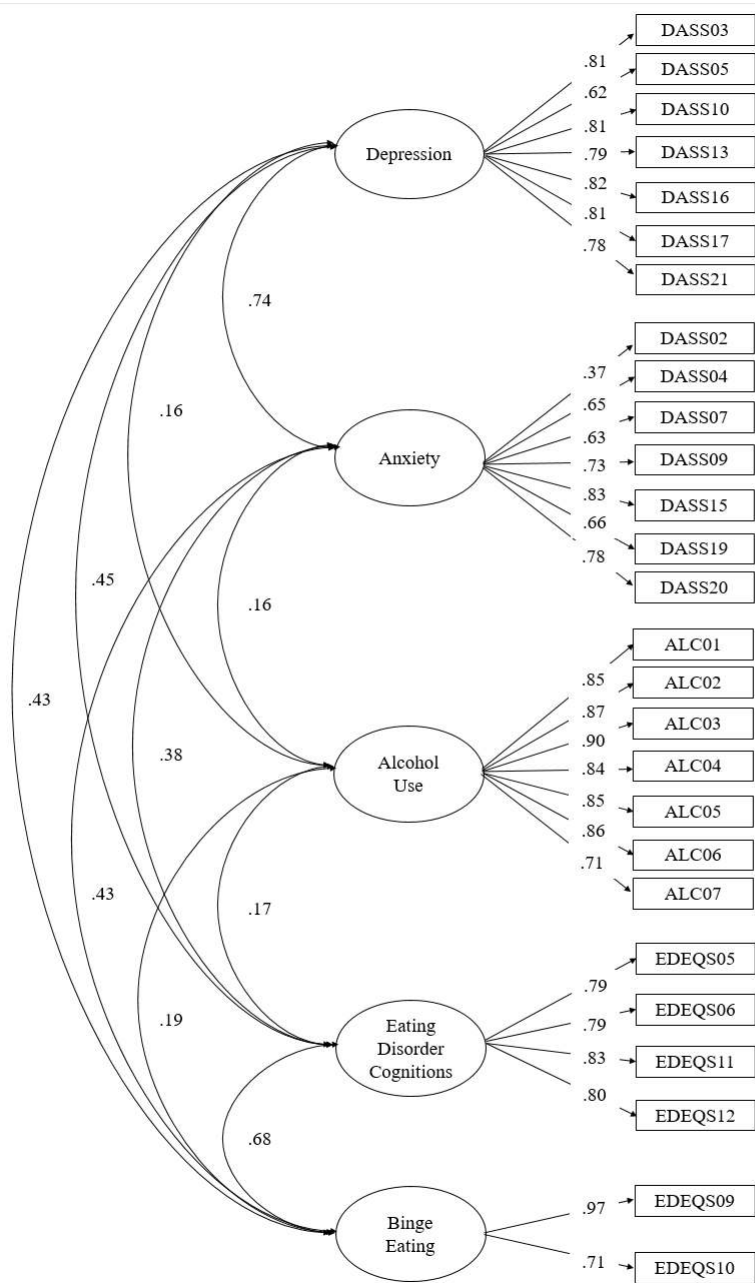 DASS03
.81
DASS05
.62
DASS10
.81
Depression
.79
DASS13
.82
DASS16
.81
DASS17
.78
DASS21
.74
DASS02
.37
DASS04
.65
.16
DASS07
.63
Anxiety
.73
DASS09
.83
DASS15
.66
DASS19
.78
DASS20
.45
.16
ALC01
.85
ALC02
.87
.43
ALC03
.90
.38
Alcohol
Use
.84
ALC04
.85
ALC05
.86
ALC06
.71
ALC07
.43
.17
EDEQS05
.79
EDEQS06
.19
.79
Eating
Disorder
Cognitions
.83
EDEQS11
.80
EDEQS12
.68
EDEQS09
.97
Binge
Eating
.71
EDEQS10